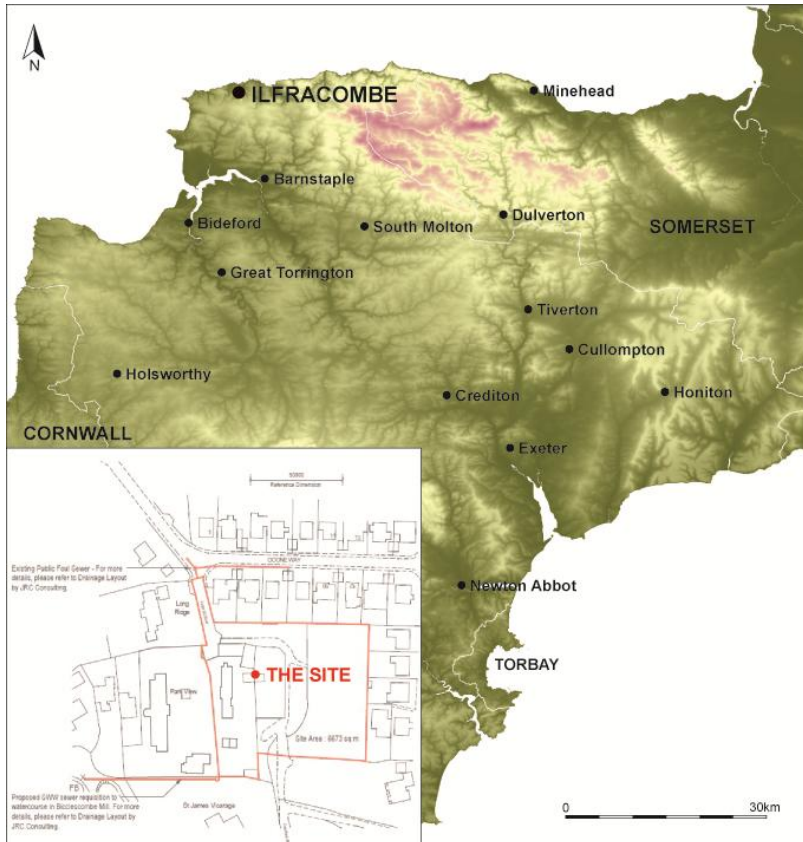 N
ILFRACOMBE
Minehead
Barnstaple
Bideford
South Molton
Dulverton
SOMERSET
Great Torrington
Tiverton
Cullompton
Holsworthy
Crediton
Honiton
CORNWALL
Exeter
Newton Abbot
TORBAY
0 30km
Reference Dimension
Existing Public Foul Sewer - For more
details, please refer to Drainage Layout
by JRC Consulting.
Long
Ridge
THE SITE
Park View
Site Area : 6673 sq m
Proposed SWW sewer requisition to
watercourse in Bicclescombe Mill. For more
details, please refer to Drainage Layout by
JRC Consulting.
St James Vicarage